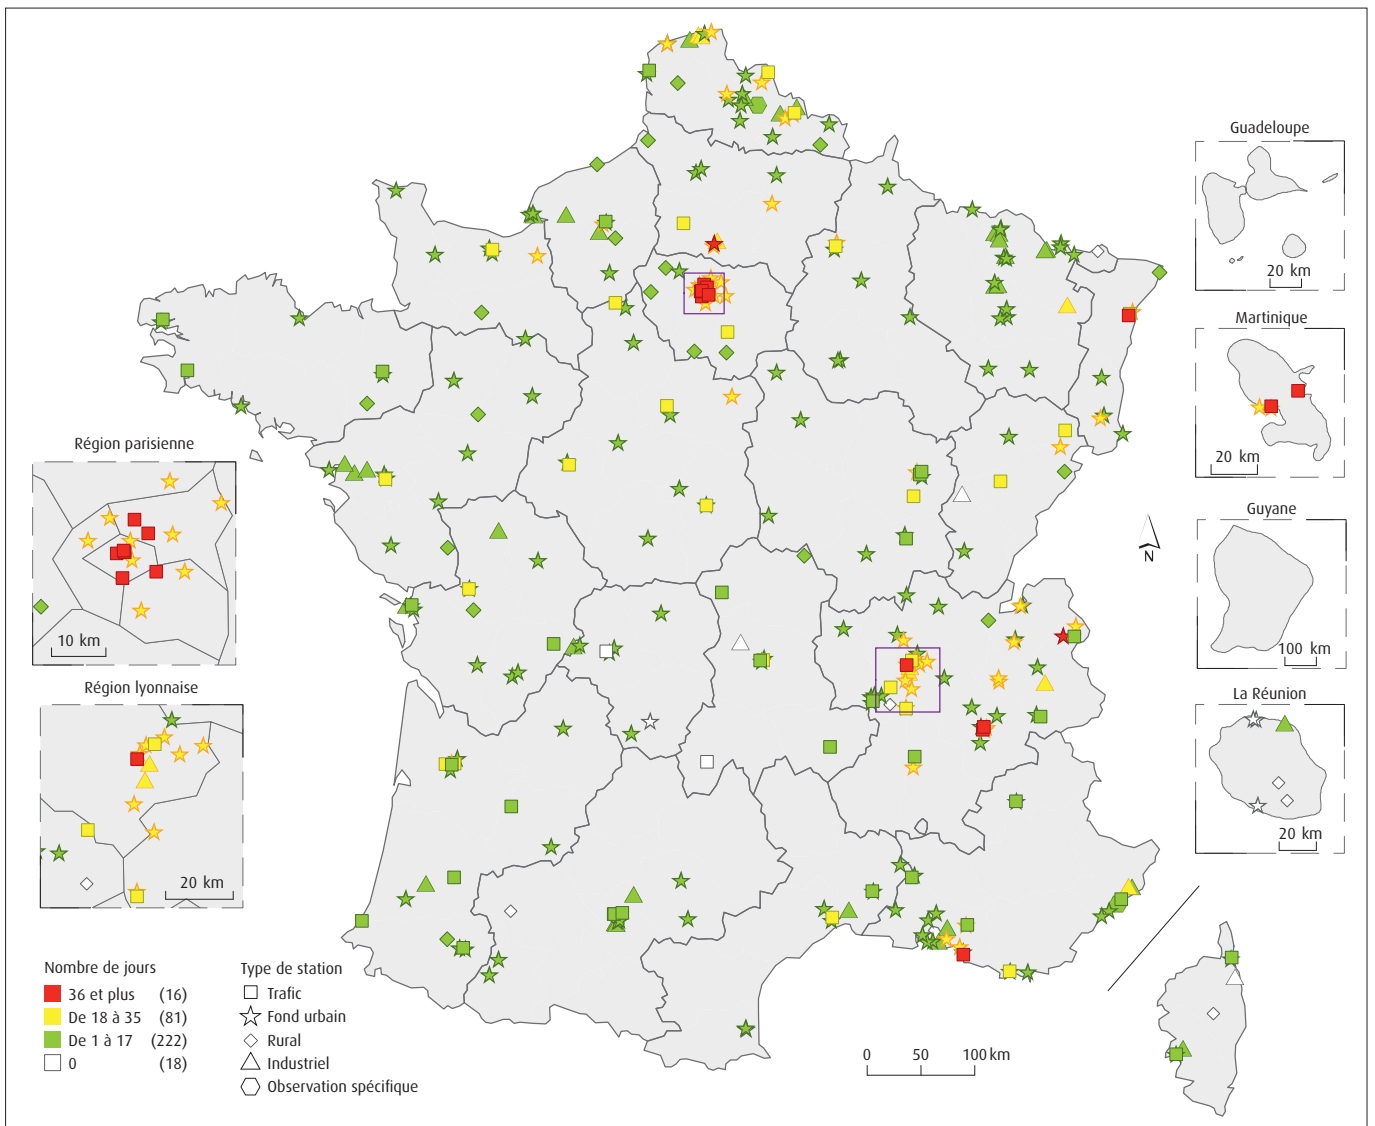 Guadeloupe
20 km
Martinique
20 km
Région parisienne
10 km
Guyane
100 km
N
Région lyonnaise
20 km
La Réunion
20 km
Nombre de jours
36 et plus (16)
De 18 à 35 (81)
De 1 à 17 (222)
0 (18)
Type de station
Trafic
Fond urbain
Rural
Industriel
Observation spécifique
0 50 100 km